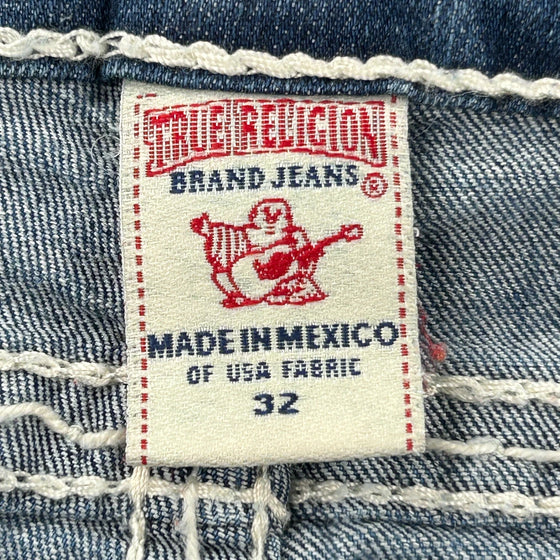 TRUE RELIGION
BRAND JEANS ®
MADE IN MEXICO
OF USA FABRIC
32